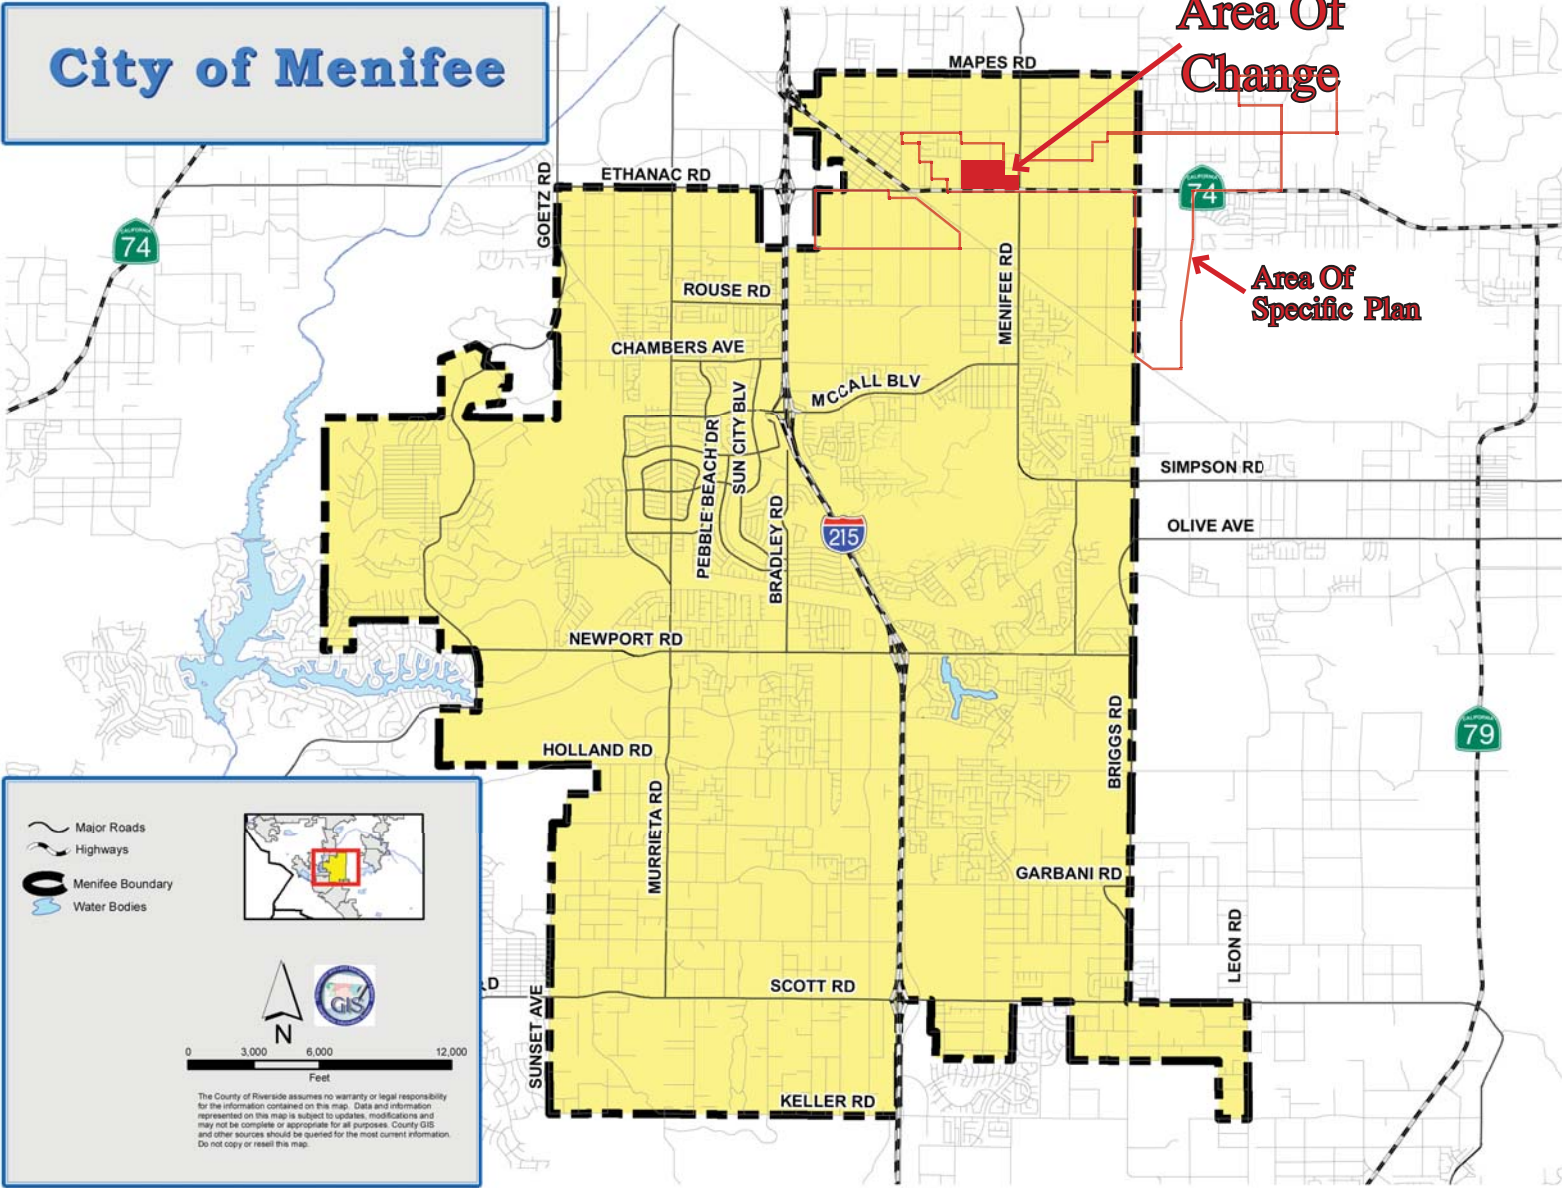 City of Menifee
Area Of
Change
MAPES RD
ETHANAC RD
GOETZ RD
74
CALIFORNIA
74
CALIFORNIA
Area Of
Specific Plan
MENIFEE RD
ROUSE RD
CHAMBERS AVE
MCCALL BLV
SUN CITY BLV
PEBBLE BEACH DR
BRADLEY RD
215
SIMPSON RD
OLIVE AVE
NEWPORT RD
BRIGGS RD
CALIFORNIA
79
HOLLAND RD
MURRIETA RD
GARBANI RD
LEON RD
SCOTT RD
D
SUNSET AVE
KELLER RD
Major Roads
Highways
Menifee Boundary
Water Bodies
GIS
N
0 3,000 6,000 12,000
Feet
The County of Riverside assumes no warranty or legal responsibility
for the information contained on this map. Data and information
represented on this map is subject to updates, modifications and
may not be complete or appropriate for all purposes. County GIS
and other sources should be queried for the most current information.
Do not copy or resell this map.